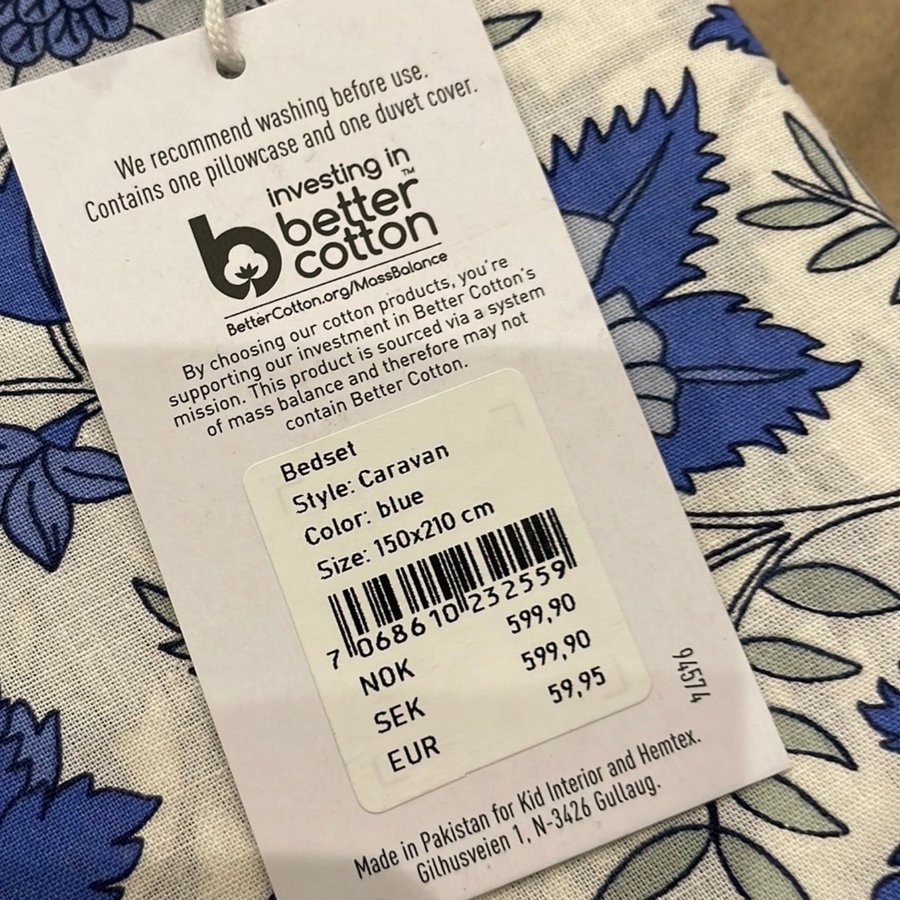 We recommend washing before use.
Contains one pillowcase and one duvet cover.
investing in
better™
cotton
BetterCotton.org/MassBalance
By choosing our cotton products, you're
supporting our investment in Better Cotton's
mission. This product is sourced via a system
of mass balance and therefore may not
contain Better Cotton.
Bedset
Style: Caravan
Color: blue
Size: 150x210 cm
7 068610 232559
NOK 599,90
SEK 599,90
EUR 59,95
94574
Made in Pakistan for Kid Interior and Hemtex.
Gilhusveien 1, N-3426 Gullaug.